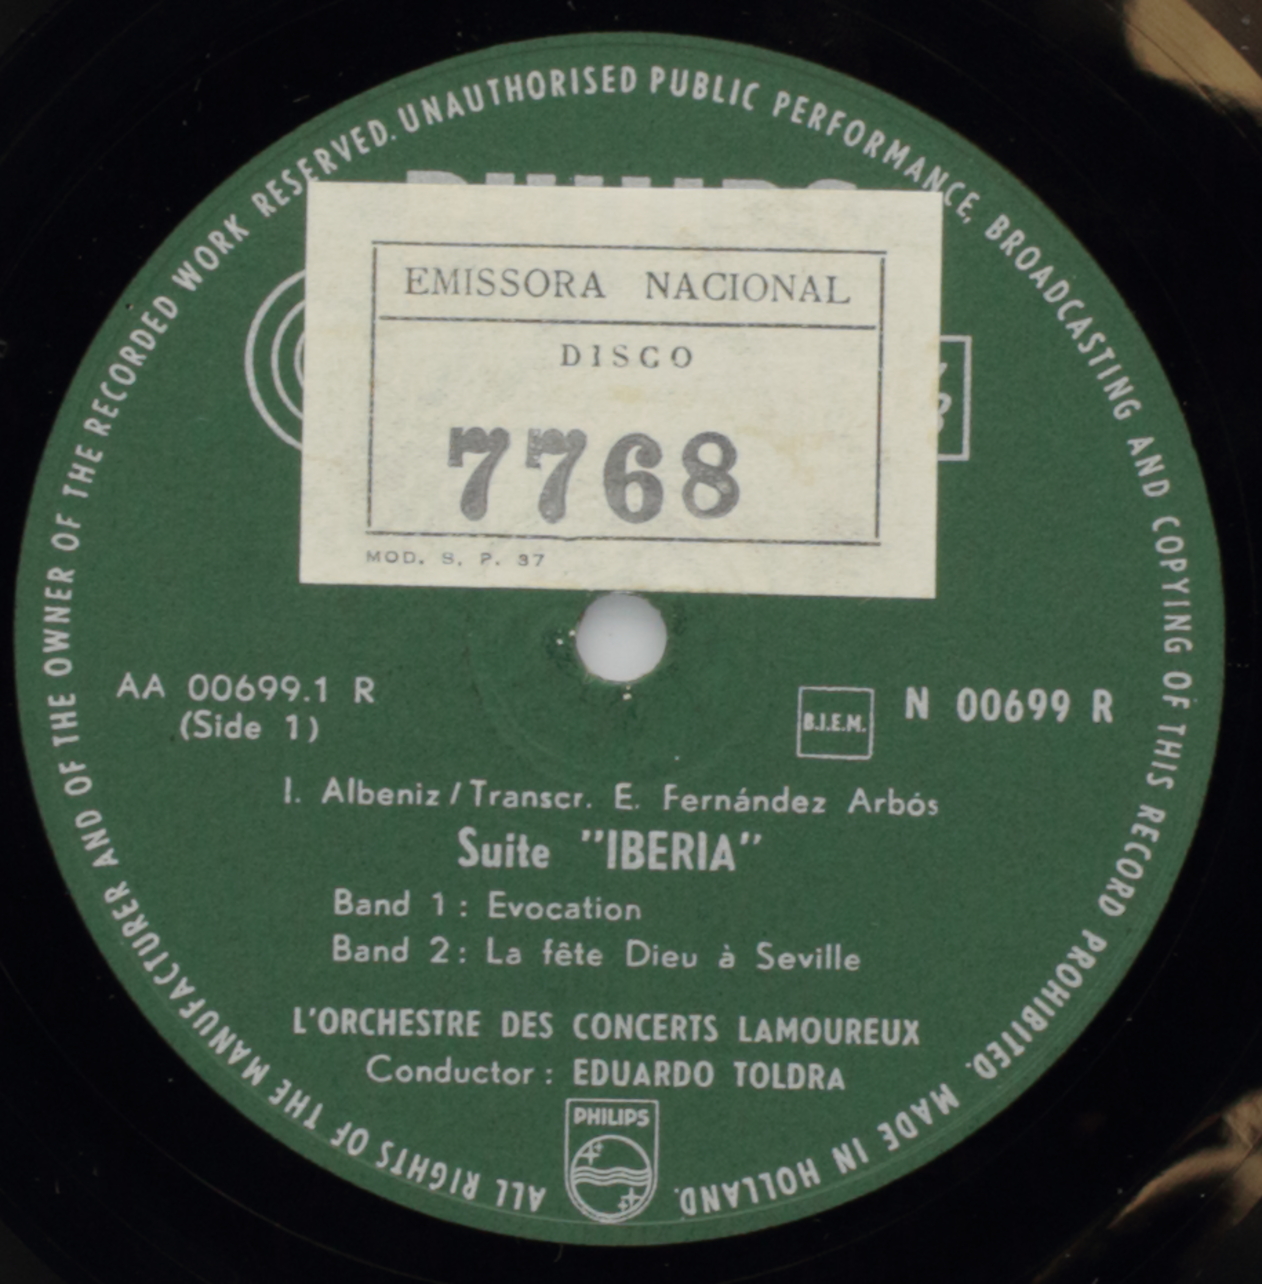 ALL RIGHTS OF THE MANUFACTURER AND OF THE OWNER OF THE RECORDED WORK RESERVED. UNAUTHORISED PUBLIC PERFORMANCE, BROADCASTING AND COPYING OF THIS RECORD PROHIBITED. MADE IN HOLLAND.
EMISSORA NACIONAL
DISCO
7768
MOD. S. P. 37
AA 00699.1 R
(Side 1)
B.I.E.M.
N 00699 R
I. Albeniz / Transcr. E. Fernández Arbós
Suite "IBERIA"
Band 1 : Evocation
Band 2 : La fête Dieu à Seville
L'ORCHESTRE DES CONCERTS LAMOUREUX
Conductor : EDUARDO TOLDRA
PHILIPS